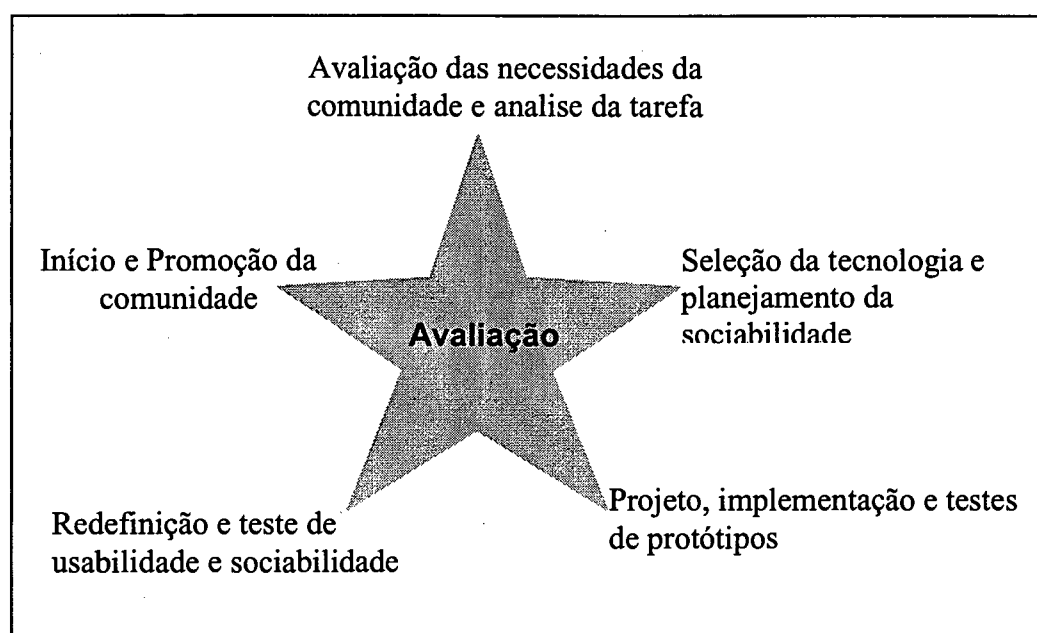 Avaliação das necessidades da
comunidade e analise da tarefa
Início e Promoção da
comunidade
Seleção da tecnologia e
planejamento da
sociabilidade
Avaliação
Redefinição e teste de
usabilidade e sociabilidade
Projeto, implementação e testes
de protótipos